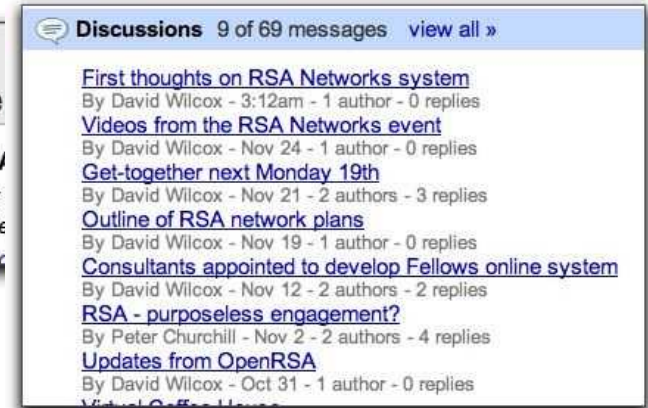 Discussions 9 of 69 messages view all »
First thoughts on RSA Networks system
By David Wilcox - 3:12am - 1 author - 0 replies
Videos from the RSA Networks event
By David Wilcox - Nov 24 - 1 author - 0 replies
Get-together next Monday 19th
By David Wilcox - Nov 21 - 2 authors - 3 replies
Outline of RSA network plans
By David Wilcox - Nov 19 - 1 author - 0 replies
Consultants appointed to develop Fellows online system
By David Wilcox - Nov 12 - 2 authors - 2 replies
RSA - purposeless engagement?
By Peter Churchill - Nov 2 - 2 authors - 4 replies
Updates from OpenRSA
By David Wilcox - Oct 31 - 1 author - 0 replies